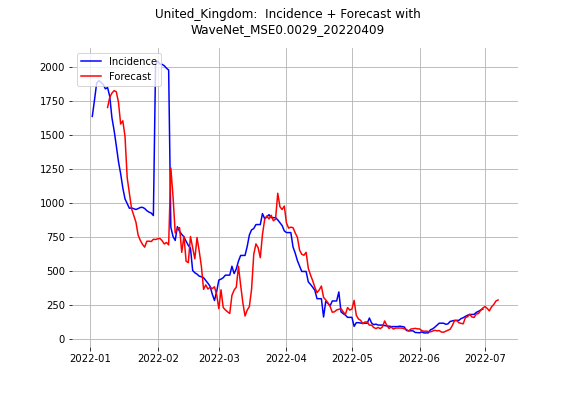 United_Kingdom:  Incidence + Forecast with
WaveNet_MSE0.0029_20220409
Incidence
Forecast
2000
1750
1500
1250
1000
750
500
250
0
2022-01 2022-02 2022-03 2022-04 2022-05 2022-06 2022-07